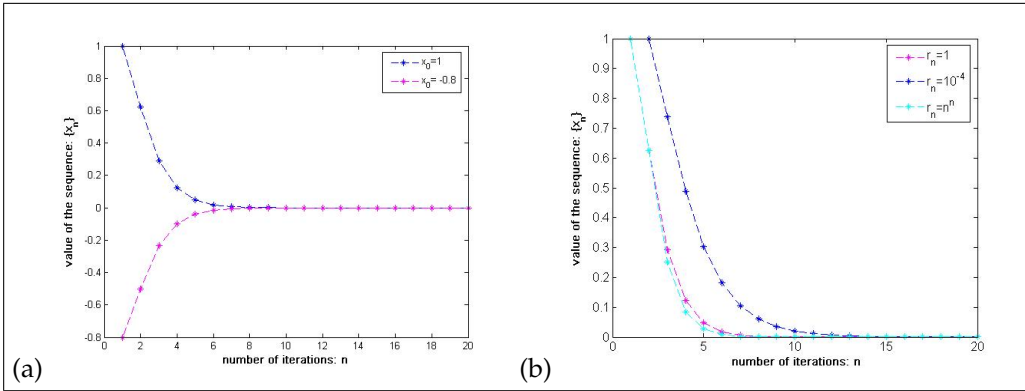 1
0.8
0.6
0.4
0.2
0
-0.2
-0.4
-0.6
-0.8
0 2 4 6 8 10 12 14 16 18 20
value of the sequence: {xₙ}
number of iterations: n
x₀=1
x₀= -0.8
(a)
1
0.9
0.8
0.7
0.6
0.5
0.4
0.3
0.2
0.1
0
0 5 10 15 20
value of the sequence: {xₙ}
number of iterations: n
rₙ=1
rₙ=10⁻⁴
rₙ=nⁿ
(b)